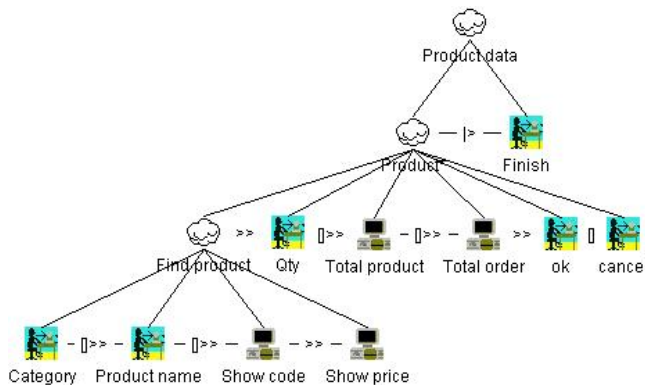 Product data
|>
Product
Finish
>> []>> []>> >> []
Find product Qty Total product Total order ok cance
[]>> []>> >>
Category Product name Show code Show price